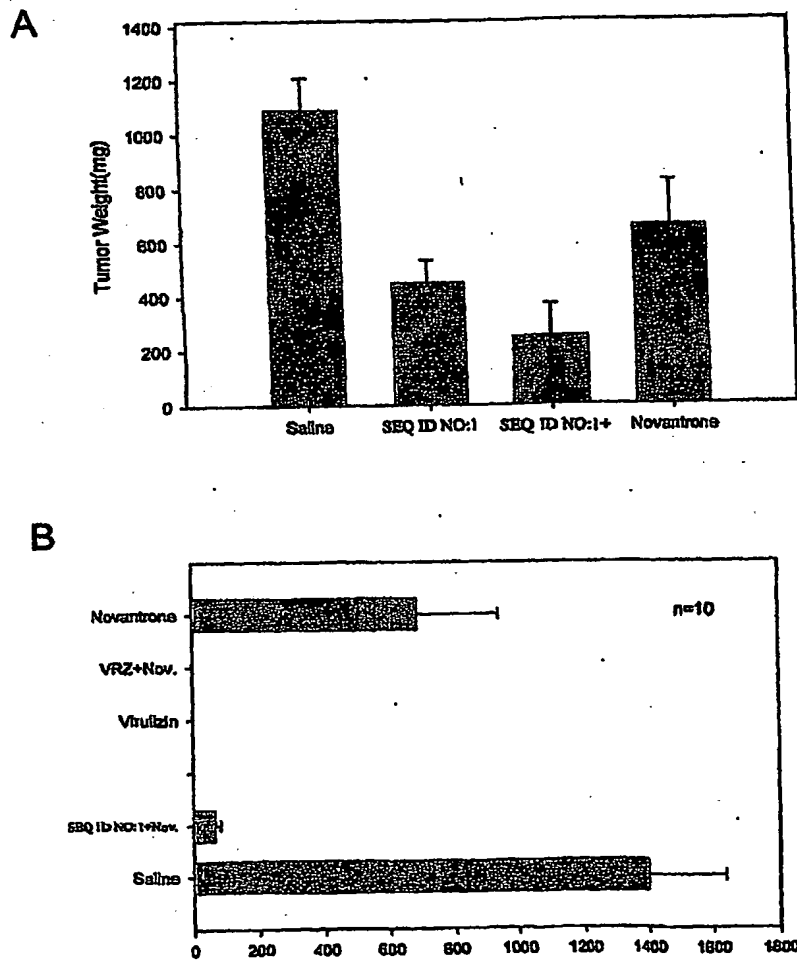 A
1400
1200
1000
800
600
400
200
0
Tumor Weight(mg)
Saline SEQ ID NO:1 SEQ ID NO:1+ Novantrone
B
n=10
Novantrone
VRZ+Nov.
Virulizin
SEQ ID NO:1+Nov.
Saline
0 200 400 600 800 1000 1200 1400 1600 1800